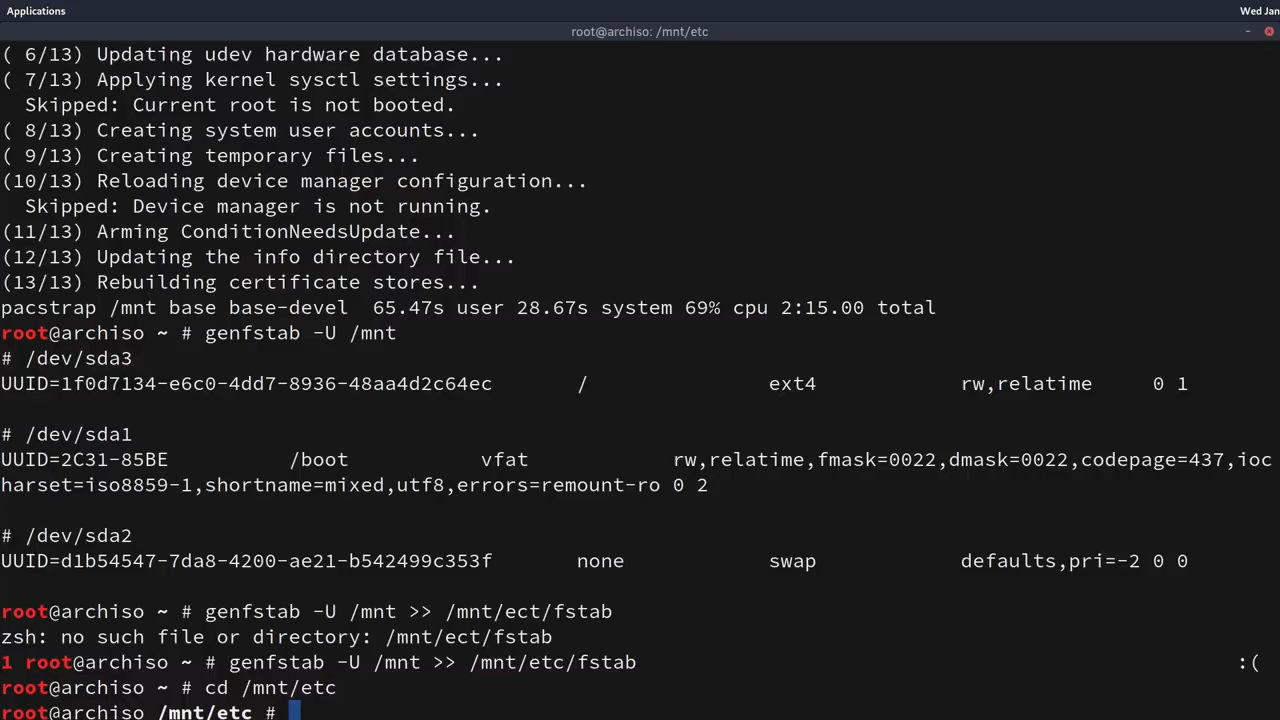 Applications
Wed Jan
root@archiso: /mnt/etc
( 6/13) Updating udev hardware database...
( 7/13) Applying kernel sysctl settings...
  Skipped: Current root is not booted.
( 8/13) Creating system user accounts...
( 9/13) Creating temporary files...
(10/13) Reloading device manager configuration...
  Skipped: Device manager is not running.
(11/13) Arming ConditionNeedsUpdate...
(12/13) Updating the info directory file...
(13/13) Rebuilding certificate stores...
pacstrap /mnt base base-devel  65.47s user 28.67s system 69% cpu 2:15.00 total
root@archiso ~ # genfstab -U /mnt
# /dev/sda3
UUID=1f0d7134-e6c0-4dd7-8936-48aa4d2c64ec       /               ext4            rw,relatime     0 1
# /dev/sda1
UUID=2C31-85BE          /boot           vfat            rw,relatime,fmask=0022,dmask=0022,codepage=437,ioc
harset=iso8859-1,shortname=mixed,utf8,errors=remount-ro 0 2
# /dev/sda2
UUID=d1b54547-7da8-4200-ae21-b542499c353f       none            swap            defaults,pri=-2 0 0
root@archiso ~ # genfstab -U /mnt >> /mnt/ect/fstab
zsh: no such file or directory: /mnt/ect/fstab
1 root@archiso ~ # genfstab -U /mnt >> /mnt/etc/fstab                                                  :(
root@archiso ~ # cd /mnt/etc
root@archiso /mnt/etc #